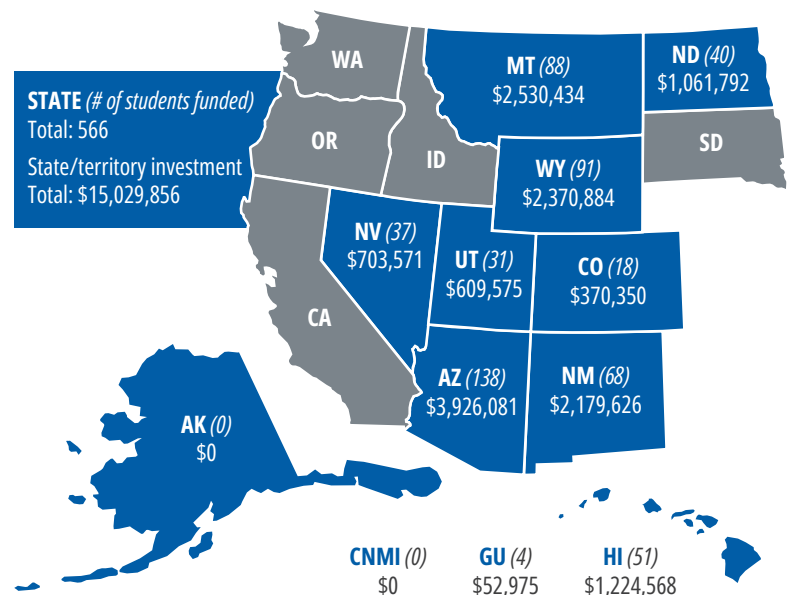 STATE (# of students funded)
Total: 566
State/territory investment
Total: $15,029,856
WA
OR
ID
CA
MT (88)
$2,530,434
ND (40)
$1,061,792
SD
WY (91)
$2,370,884
NV (37)
$703,571
UT (31)
$609,575
CO (18)
$370,350
AZ (138)
$3,926,081
NM (68)
$2,179,626
AK (0)
$0
CNMI (0)
$0
GU (4)
$52,975
HI (51)
$1,224,568